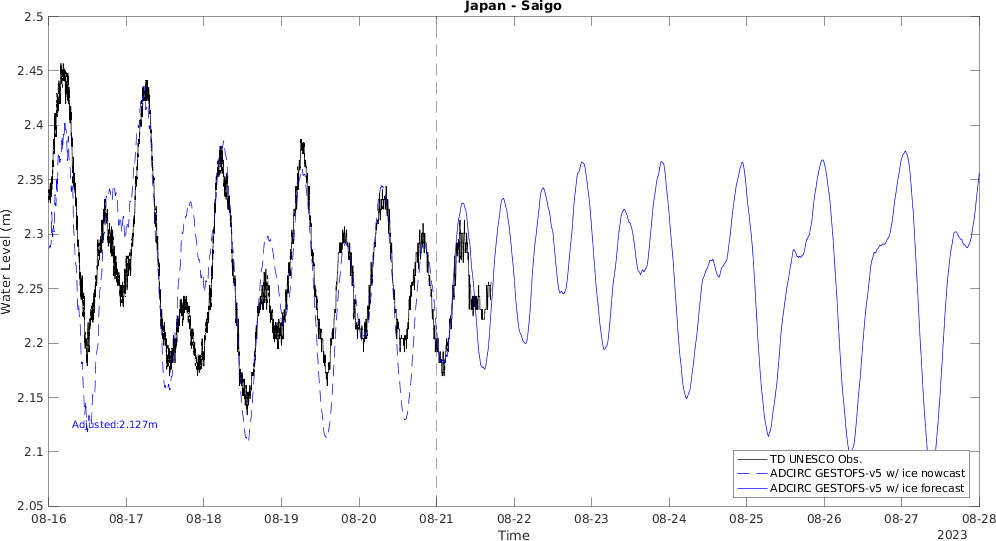 Japan - Saigo
2.5
2.45
2.4
2.35
2.3
2.25
2.2
2.15
2.1
2.05
Water Level (m)
Adjusted:2.127m
TD UNESCO Obs.
ADCIRC GESTOFS-v5 w/ ice nowcast
ADCIRC GESTOFS-v5 w/ ice forecast
08-16 08-17 08-18 08-19 08-20 08-21 08-22 08-23 08-24 08-25 08-26 08-27 08-28
Time
2023